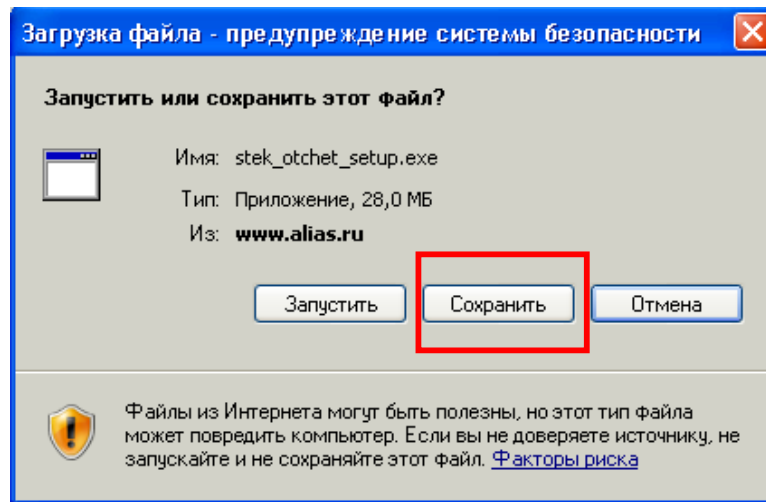 Загрузка файла - предупреждение системы безопасности
Запустить или сохранить этот файл?
Имя: stek_otchet_setup.exe
Тип: Приложение, 28,0 МБ
Из: www.alias.ru
Запустить Сохранить Отмена
Файлы из Интернета могут быть полезны, но этот тип файла
может повредить компьютер. Если вы не доверяете источнику, не
запускайте и не сохраняйте этот файл. Факторы риска